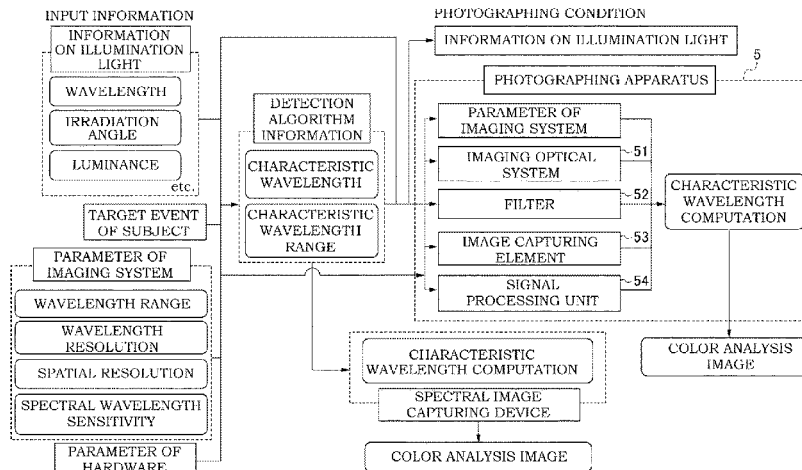 INPUT INFORMATION
INFORMATION
ON ILLUMINATION
LIGHT
WAVELENGTH
IRRADIATION
ANGLE
LUMINANCE
etc.
TARGET EVENT
OF SUBJECT
PARAMETER
OF IMAGING SYSTEM
WAVELENGTH RANGE
WAVELENGTH
RESOLUTION
SPATIAL RESOLUTION
SPECTRAL WAVELENGTH
SENSITIVITY
PARAMETER OF
HARDWARE
DETECTION
ALGORITHM
INFORMATION
CHARACTERISTIC
WAVELENGTH
CHARACTERISTIC
WAVELENGTH
RANGE
CHARACTERISTIC
WAVELENGTH COMPUTATION
SPECTRAL IMAGE
CAPTURING DEVICE
COLOR ANALYSIS IMAGE
PHOTOGRAPHING CONDITION
INFORMATION ON ILLUMINATION LIGHT
5
PHOTOGRAPHING APPARATUS
PARAMETER OF
IMAGING SYSTEM
51
IMAGING OPTICAL
SYSTEM
52
FILTER
53
IMAGE CAPTURING
ELEMENT
54
SIGNAL
PROCESSING UNIT
CHARACTERISTIC
WAVELENGTH
COMPUTATION
COLOR ANALYSIS
IMAGE